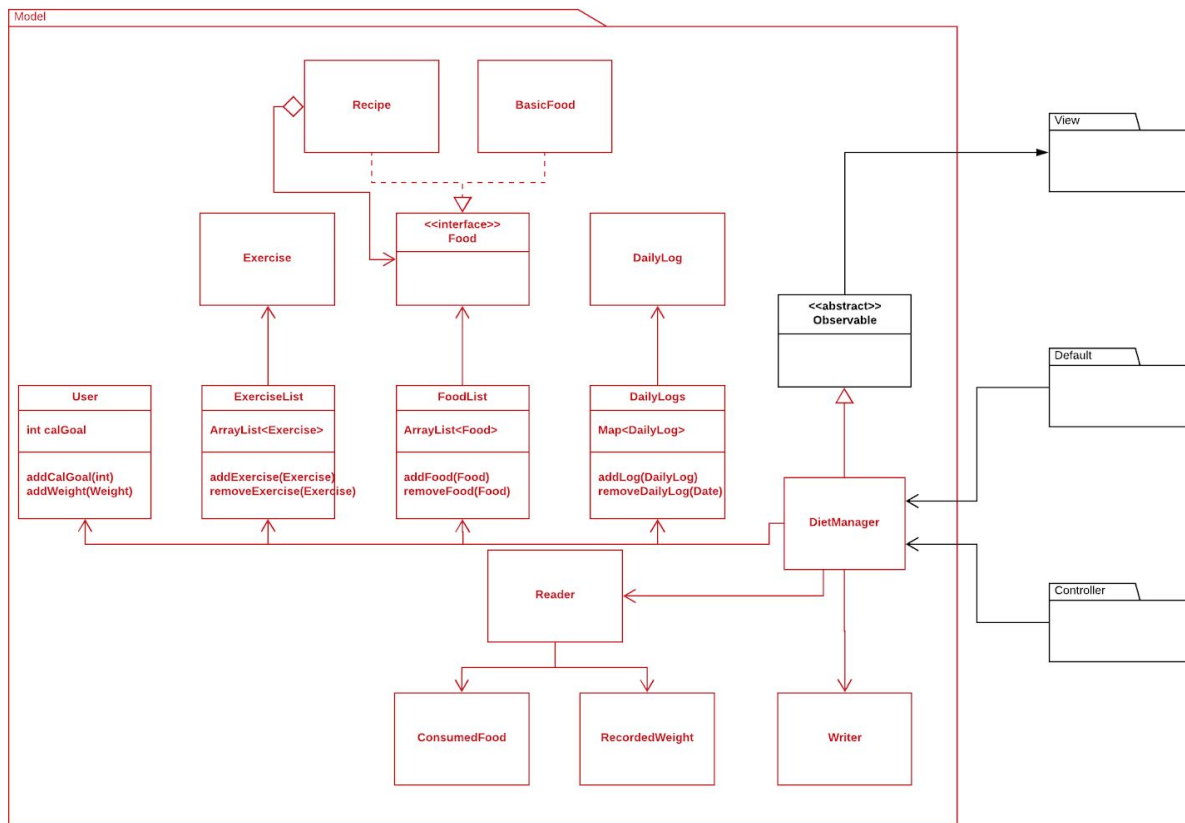 Model
Recipe
BasicFood
View
Exercise
<<interface>>
Food
DailyLog
<<abstract>>
Observable
Default
User
int calGoal
addCalGoal(int)
addWeight(Weight)
ExerciseList
ArrayList<Exercise>
addExercise(Exercise)
removeExercise(Exercise)
FoodList
ArrayList<Food>
addFood(Food)
removeFood(Food)
DailyLogs
Map<DailyLog>
addLog(DailyLog)
removeDailyLog(Date)
DietManager
Reader
Controller
ConsumedFood
RecordedWeight
Writer